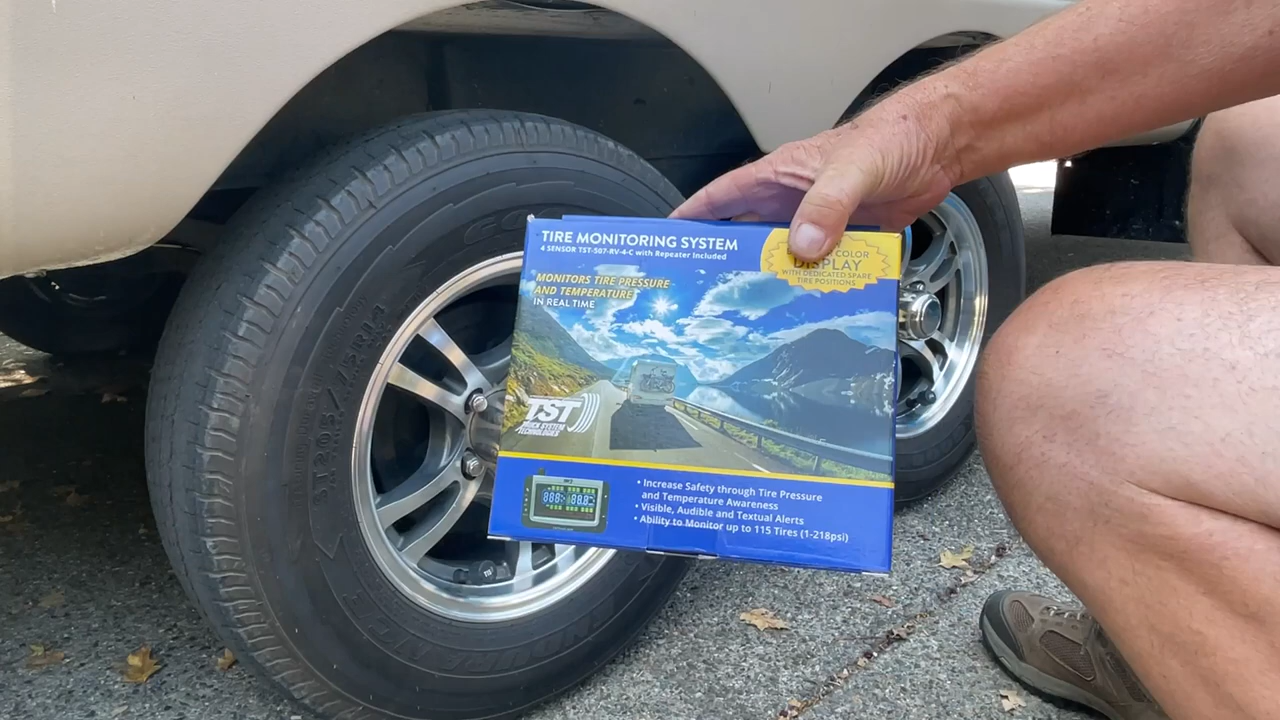 TIRE MONITORING SYSTEM
4 SENSOR TST-507-RV-4-C with Repeater Included
COLOR
DISPLAY
WITH DEDICATED SPARE
TIRE POSITIONS
MONITORS TIRE PRESSURE
AND TEMPERATURE
IN REAL TIME
TST
TRUCK SYSTEM
TECHNOLOGIES
• Increase Safety through Tire Pressure
and Temperature Awareness
• Visible, Audible and Textual Alerts
• Ability to Monitor up to 115 Tires (1-218psi)
ENDURANCE